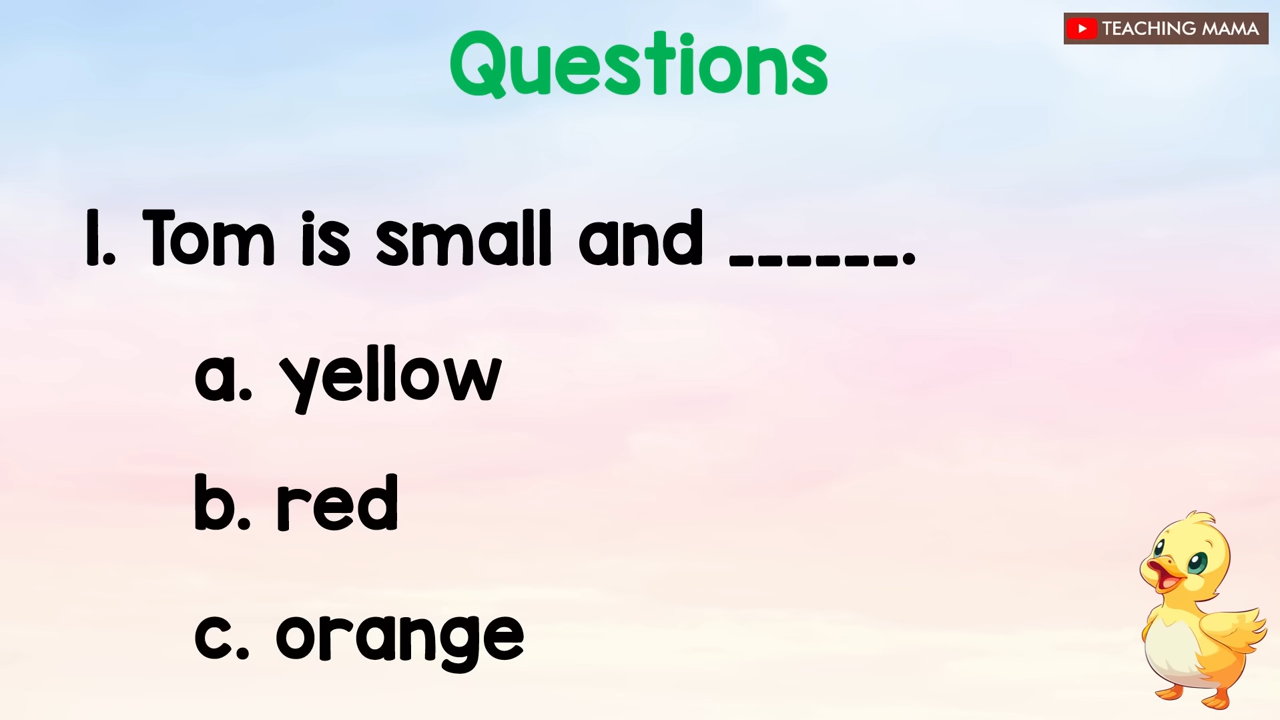 TEACHING MAMA
Questions
1. Tom is small and ______.
a. yellow
b. red
c. orange